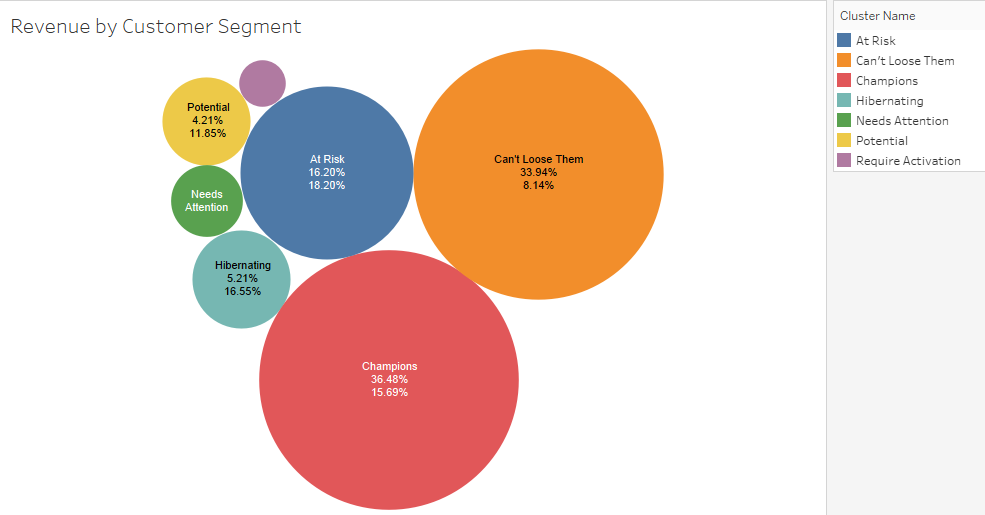 Revenue by Customer Segment
Cluster Name
At Risk
Can't Loose Them
Champions
Hibernating
Needs Attention
Potential
Require Activation
Potential
4.21%
11.85%
At Risk
16.20%
18.20%
Can't Loose Them
33.94%
8.14%
Needs
Attention
Hibernating
5.21%
16.55%
Champions
36.48%
15.69%